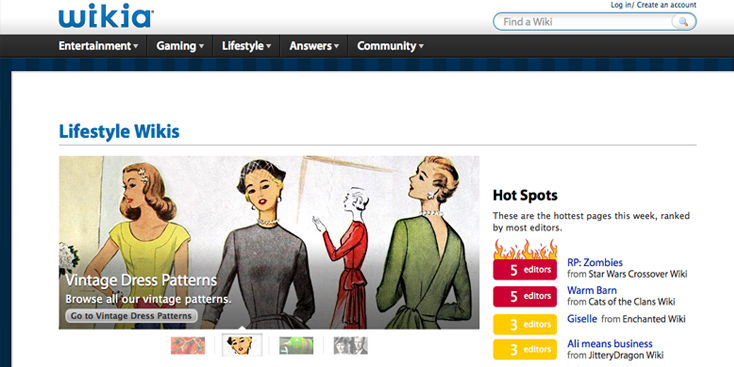 wikia
Log in/ Create an account
Find a Wiki
Entertainment Gaming Lifestyle Answers Community
Lifestyle Wikis
Vintage Dress Patterns
Browse all our vintage patterns.
Go to Vintage Dress Patterns
Hot Spots
These are the hottest pages this week, ranked
by most editors.
5 editors
RP: Zombies
from Star Wars Crossover Wiki
5 editors
Warm Barn
from Cats of the Clans Wiki
3 editors
Giselle from Enchanted Wiki
3 editors
Ali means business
from JitteryDragon Wiki